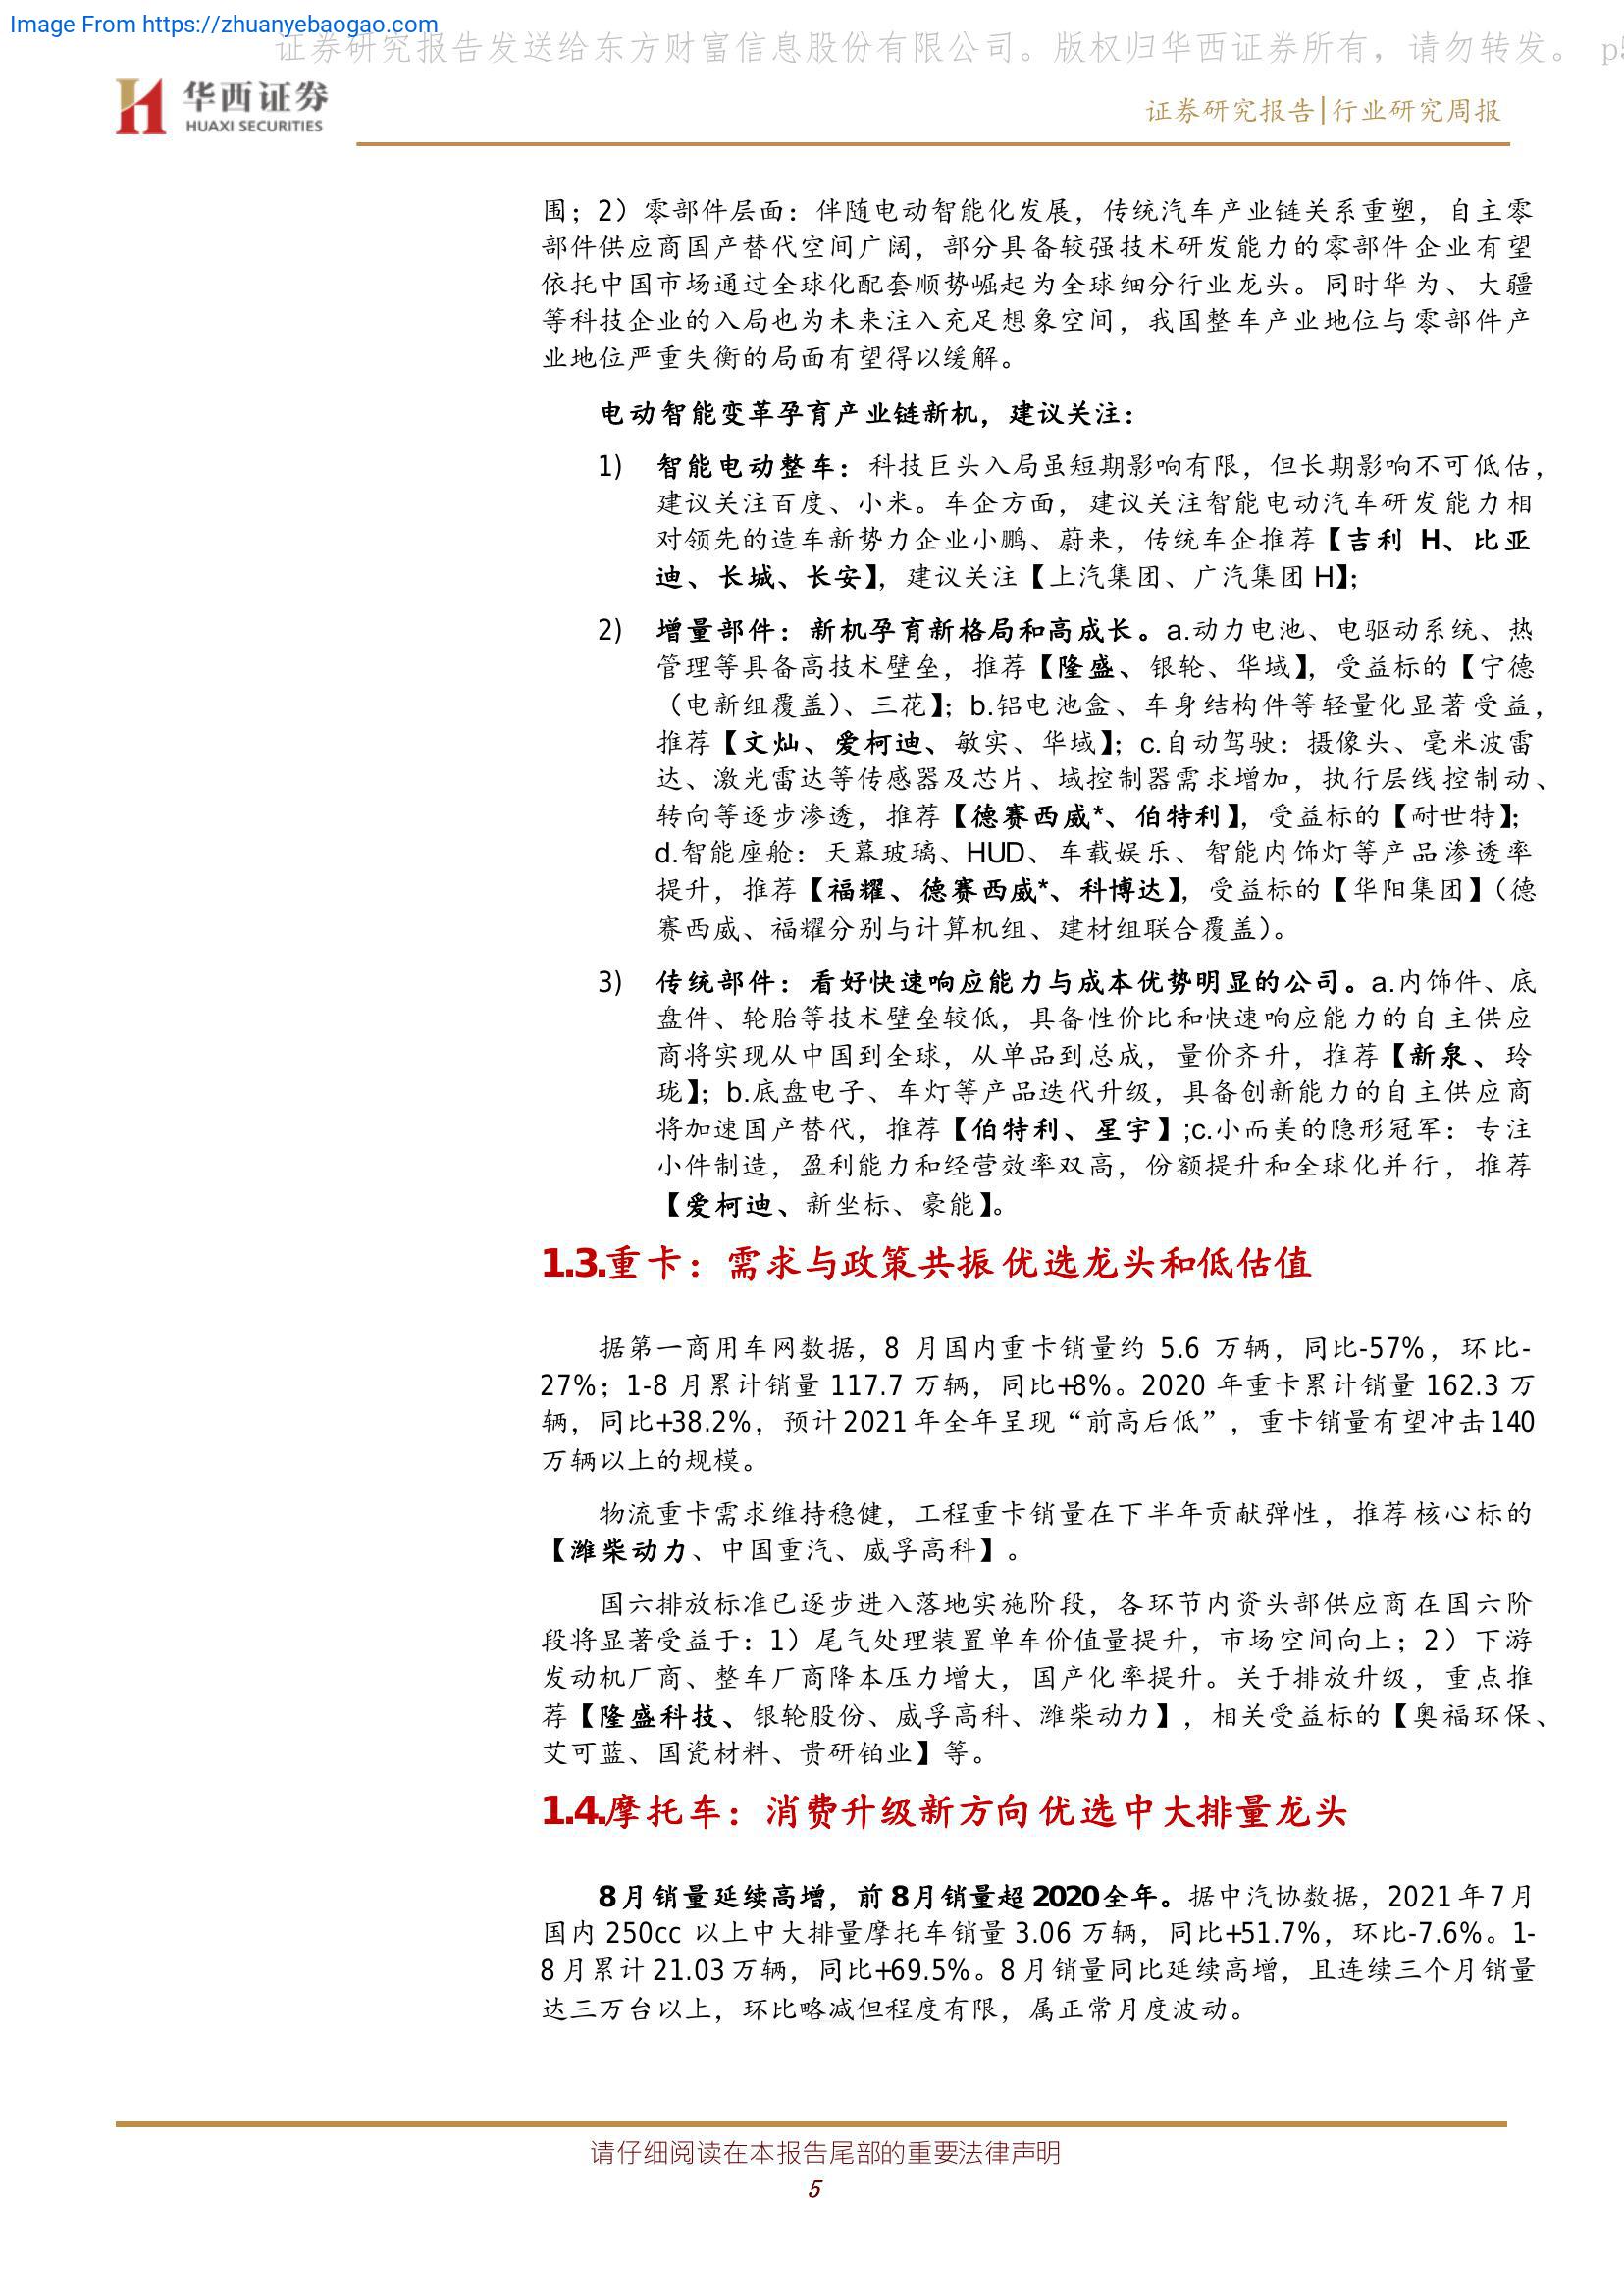 Image From https://zhuanyebaogao.com
证券研究报告发送给东方财富信息股份有限公司。版权归华西证券所有，请勿转发。 p5
华西证券
HUAXI SECURITIES
证券研究报告|行业研究周报
围；2）零部件层面：伴随电动智能化发展，传统汽车产业链关系重塑，自主零
部件供应商国产替代空间广阔，部分具备较强技术研发能力的零部件企业有望
依托中国市场通过全球化配套顺势崛起为全球细分行业龙头。同时华为、大疆
等科技企业的入局也为未来注入充足想象空间，我国整车产业地位与零部件产
业地位严重失衡的局面有望得以缓解。
电动智能变革孕育产业链新机，建议关注：
1) 智能电动整车：科技巨头入局虽短期影响有限，但长期影响不可低估，
建议关注百度、小米。车企方面，建议关注智能电动汽车研发能力相
对领先的造车新势力企业小鹏、蔚来，传统车企推荐【吉利 H、比亚
迪、长城、长安】，建议关注【上汽集团、广汽集团 H】；
2) 增量部件：新机孕育新格局和高成长。a.动力电池、电驱动系统、热
管理等具备高技术壁垒，推荐【隆盛、银轮、华域】，受益标的【宁德
（电新组覆盖）、三花】；b.铝电池盒、车身结构件等轻量化显著受益，
推荐【文灿、爱柯迪、敏实、华域】；c.自动驾驶：摄像头、毫米波雷
达、激光雷达等传感器及芯片、域控制器需求增加，执行层线控制动、
转向等逐步渗透，推荐【德赛西威*、伯特利】，受益标的【耐世特】；
d.智能座舱：天幕玻璃、HUD、车载娱乐、智能内饰灯等产品渗透率
提升，推荐【福耀、德赛西威*、科博达】，受益标的【华阳集团】（德
赛西威、福耀分别与计算机组、建材组联合覆盖）。
3) 传统部件：看好快速响应能力与成本优势明显的公司。a.内饰件、底
盘件、轮胎等技术壁垒较低，具备性价比和快速响应能力的自主供应
商将实现从中国到全球，从单品到总成，量价齐升，推荐【新泉、玲
珑】；b.底盘电子、车灯等产品迭代升级，具备创新能力的自主供应商
将加速国产替代，推荐【伯特利、星宇】;c.小而美的隐形冠军：专注
小件制造，盈利能力和经营效率双高，份额提升和全球化并行，推荐
【爱柯迪、新坐标、豪能】。
1.3.重卡：需求与政策共振 优选龙头和低估值
据第一商用车网数据，8 月国内重卡销量约 5.6 万辆，同比-57%，环比-
27%；1-8 月累计销量 117.7 万辆，同比+8%。2020 年重卡累计销量 162.3 万
辆，同比+38.2%，预计 2021 年全年呈现“前高后低”，重卡销量有望冲击 140
万辆以上的规模。
物流重卡需求维持稳健，工程重卡销量在下半年贡献弹性，推荐核心标的
【潍柴动力、中国重汽、威孚高科】。
国六排放标准已逐步进入落地实施阶段，各环节内资头部供应商在国六阶
段将显著受益于：1）尾气处理装置单车价值量提升，市场空间向上；2）下游
发动机厂商、整车厂商降本压力增大，国产化率提升。关于排放升级，重点推
荐【隆盛科技、银轮股份、威孚高科、潍柴动力】，相关受益标的【奥福环保、
艾可蓝、国瓷材料、贵研铂业】等。
1.4.摩托车：消费升级新方向 优选中大排量龙头
8 月销量延续高增，前 8 月销量超 2020 全年。据中汽协数据，2021 年 7 月
国内 250cc 以上中大排量摩托车销量 3.06 万辆，同比+51.7%，环比-7.6%。1-
8 月累计 21.03 万辆，同比+69.5%。8 月销量同比延续高增，且连续三个月销量
达三万台以上，环比略减但程度有限，属正常月度波动。
请仔细阅读在本报告尾部的重要法律声明
5